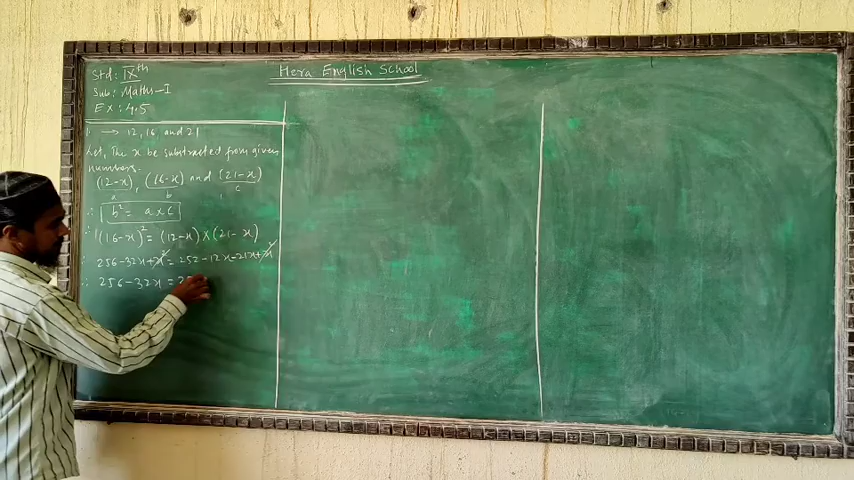 Std: IXth
Hera English School
Sub: Maths-I
Ex: 4.5
1. → 12, 16, and 21
Let, The x be substracted from given
numbers.
(12-x), (16-x) and (21-x)
a b c
∴ b² = a x c
∴ (16-x)² = (12-x) X (21-x)
256-32x+x² = 252-12x-21x+x²
∴ 256-32x = 25